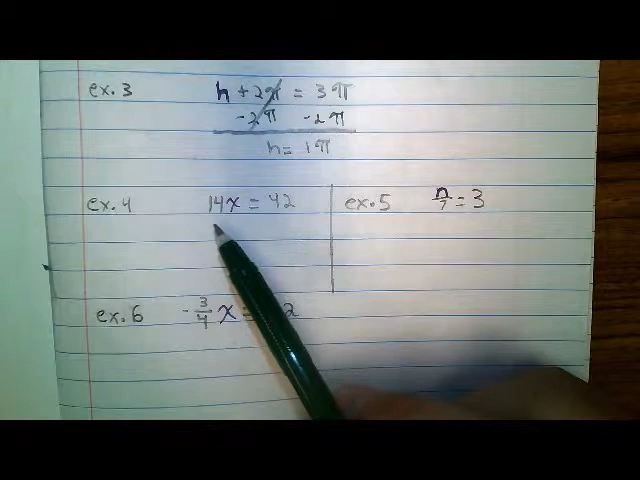 ex. 3 h + 2π = 3π
-2π -2π
h = 1π
ex. 4 14x = 42
ex. 5 n/7 = 3
ex. 6 -3/4 x = 2